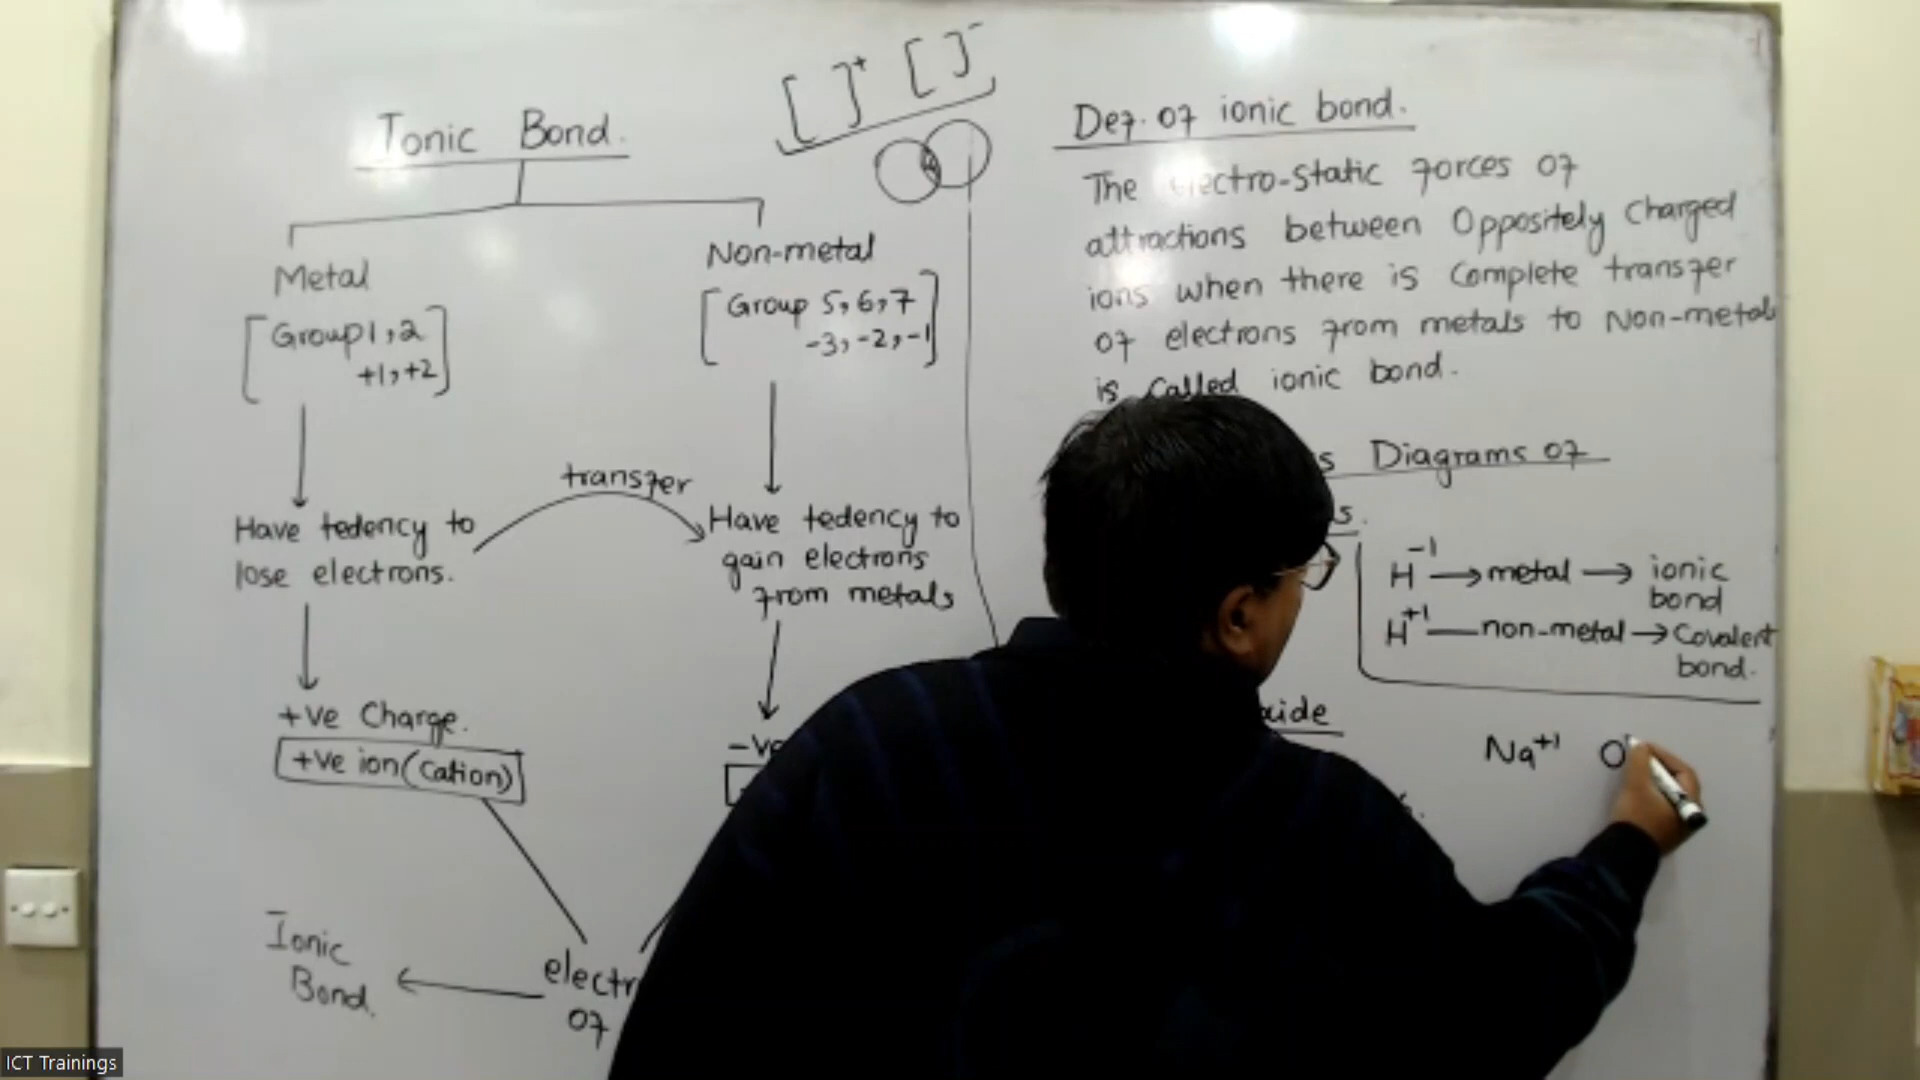 Ionic Bond.
[ ]⁺ [ ]⁻
Metal
[Group 1, 2
+1, +2]
Non-metal
[Group 5, 6, 7
-3, -2, -1]
Have tedency to
lose electrons.
transfer
Have tedency to
gain electrons
from metals
+ve Charge.
+ve ion (Cation)
-ve
Ionic
Bond.
electr
of
Def. of ionic bond.
The electro-static forces of
attractions between Oppositely Charged
ions when there is Complete transfer
of electrons from metals to Non-metals
is Called ionic bond.
s Diagrams of
s.
H⁻¹ → metal → ionic
bond
H⁺¹ — non-metal → Covalent
bond.
xide
Na⁺¹ O
ICT Trainings